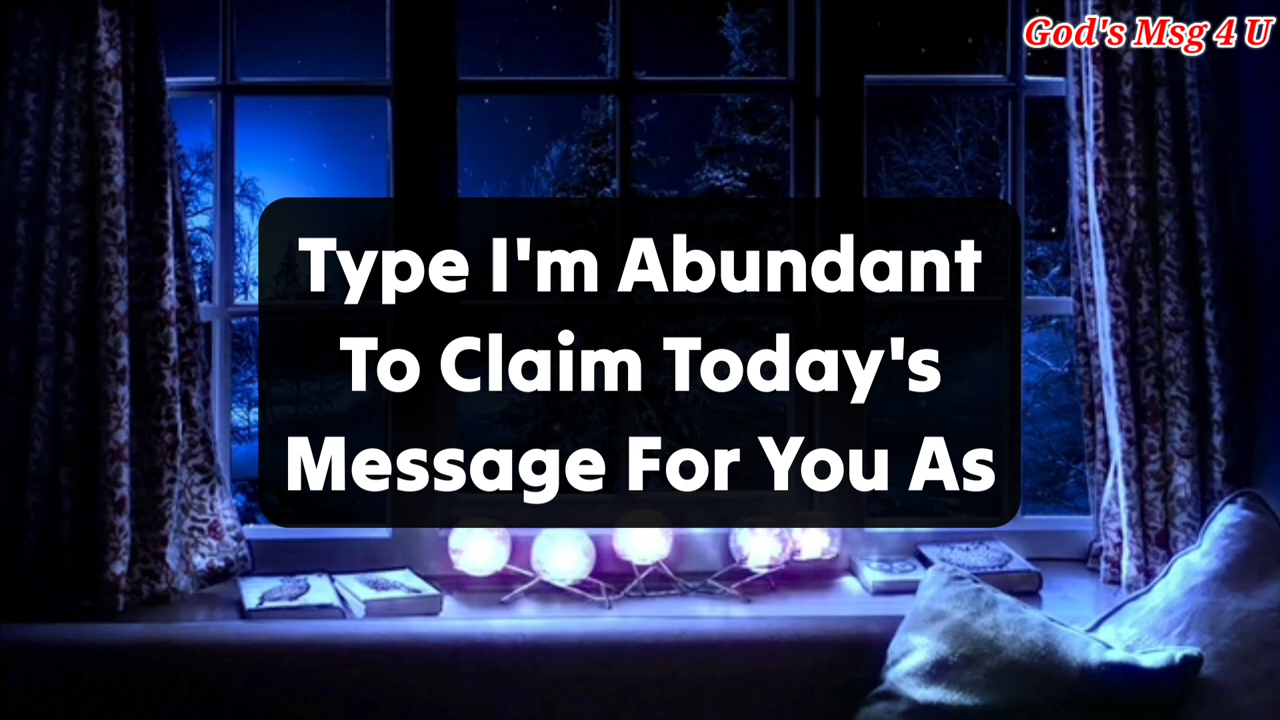 God's Msg 4 U
Type I'm Abundant
To Claim Today's
Message For You As